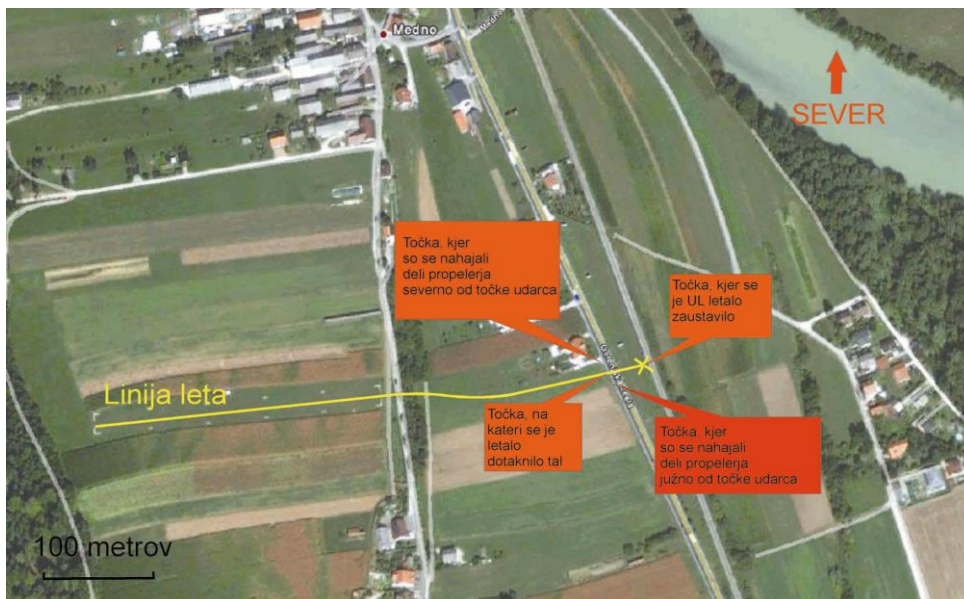 Medno
Medno
SEVER
Točka, kjer
so se nahajali
deli propelerja
severno od točke udarca
Točka, kjer se
je UL letalo
zaustavilo
Linija leta
Točka, na
kateri se je
letalo
dotaknilo tal
Točka, kjer
so se nahajali
deli propelerja
južno od točke udarca
100 metrov